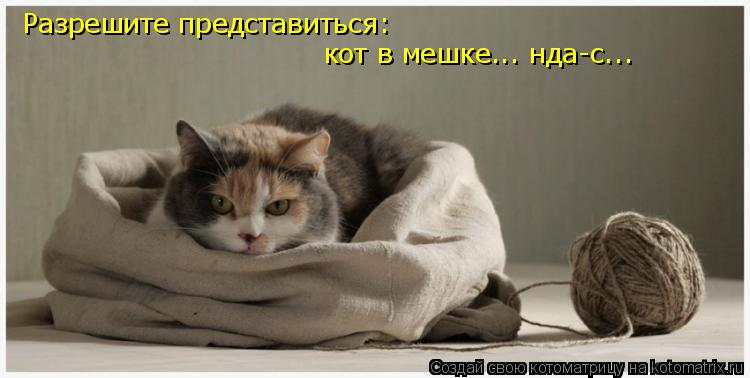 Разрешите представиться:
кот в мешке... нда-с...
Создай свою котоматрицу на kotomatrix.ru